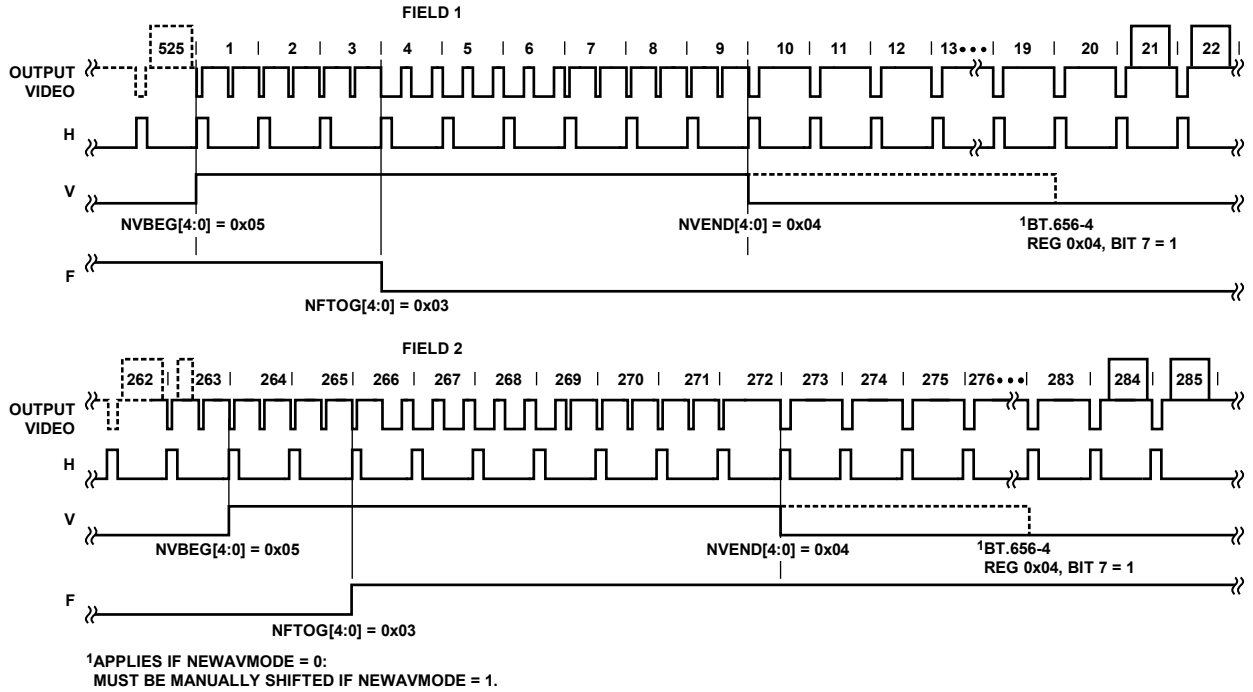 FIELD 1
525 1 2 3 4 5 6 7 8 9 10 11 12 13 19 20 21 22
OUTPUT
VIDEO
H
V
NVBEG[4:0] = 0x05
NVEND[4:0] = 0x04
1BT.656-4
REG 0x04, BIT 7 = 1
F
NFTOG[4:0] = 0x03
FIELD 2
262 263 264 265 266 267 268 269 270 271 272 273 274 275 276 283 284 285
OUTPUT
VIDEO
H
V
NVBEG[4:0] = 0x05
NVEND[4:0] = 0x04
1BT.656-4
REG 0x04, BIT 7 = 1
F
NFTOG[4:0] = 0x03
1APPLIES IF NEWAVMODE = 0:
MUST BE MANUALLY SHIFTED IF NEWAVMODE = 1.